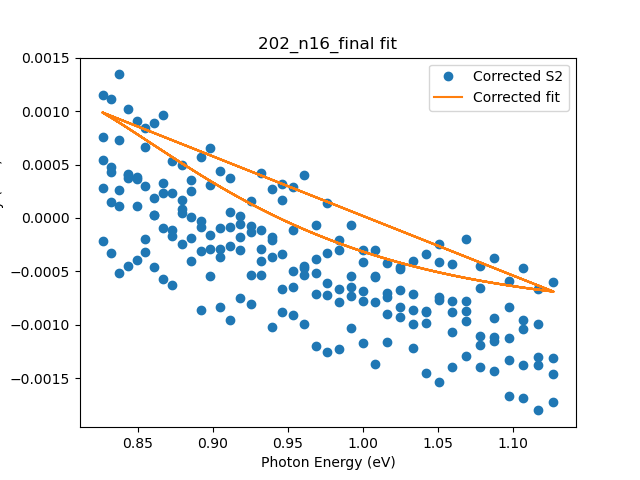 202_n16_final fit
Corrected S2
Corrected fit
0.0015
0.0010
0.0005
0.0000
−0.0005
−0.0010
−0.0015
0.85 0.90 0.95 1.00 1.05 1.10
Photon Energy (eV)